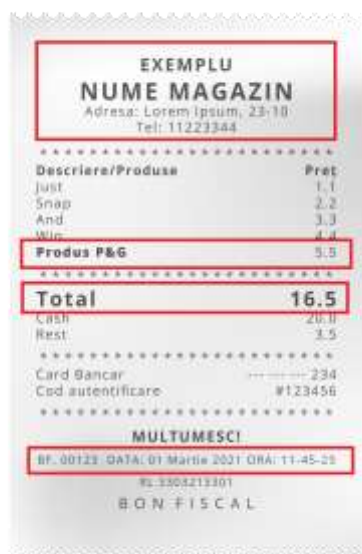 EXEMPLU
NUME MAGAZIN
Adresa: Lorem Ipsum, 23-10
Tel: 11223344
Descriere/Produse Pret
Just 1.1
Snap 2.2
And 3.3
Win 4.4
Produs P&G 5.5
Total 16.5
Cash 20.0
Rest 3.5
Card Bancar --- --- --- 234
Cod autentificare #123456
MULTUMESC!
BF. 00123 DATA: 01 Martie 2021 ORA: 11-45-25
3303213301
BON FISCAL